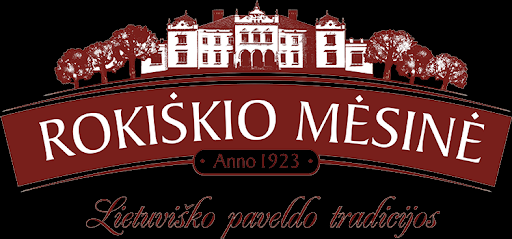 ROKIŠKIO MĖSINĖ
Anno 1923
Lietuviško paveldo tradicijos